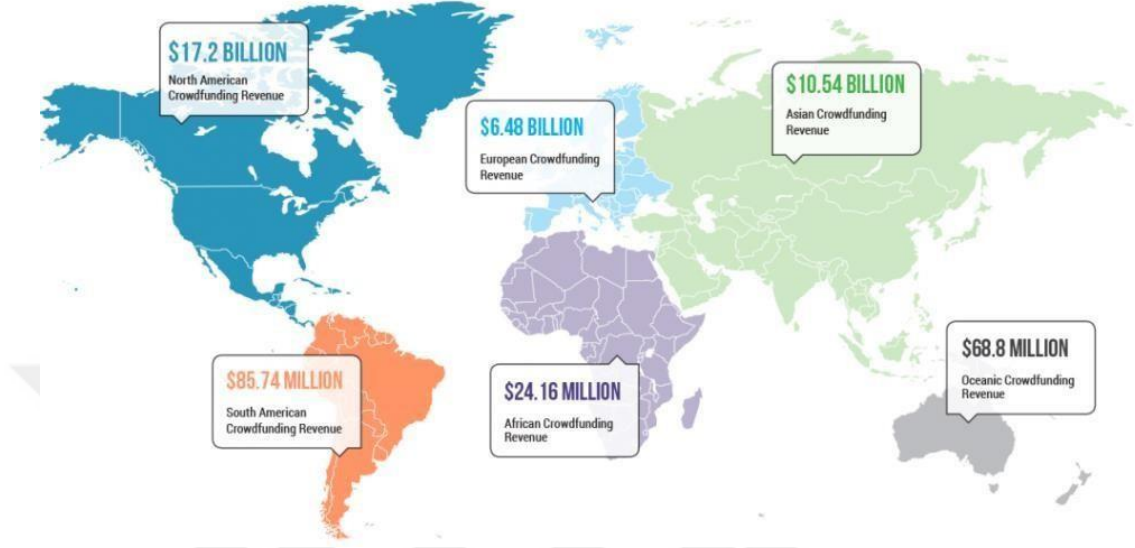 $17.2 BILLION
North American
Crowdfunding Revenue
$10.54 BILLION
Asian Crowdfunding
Revenue
$6.48 BILLION
European Crowdfunding
Revenue
$68.8 MILLION
Oceanic Crowdfunding
Revenue
$85.74 MILLION
South American
Crowdfunding Revenue
$24.16 MILLION
African Crowdfunding
Revenue